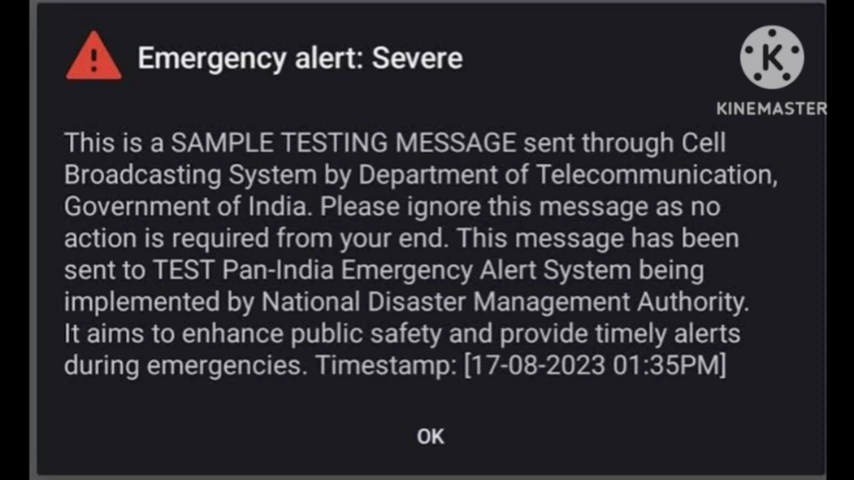 Emergency alert: Severe
K
KINEMASTER
This is a SAMPLE TESTING MESSAGE sent through Cell
Broadcasting System by Department of Telecommunication,
Government of India. Please ignore this message as no
action is required from your end. This message has been
sent to TEST Pan-India Emergency Alert System being
implemented by National Disaster Management Authority.
It aims to enhance public safety and provide timely alerts
during emergencies. Timestamp: [17-08-2023 01:35PM]
OK